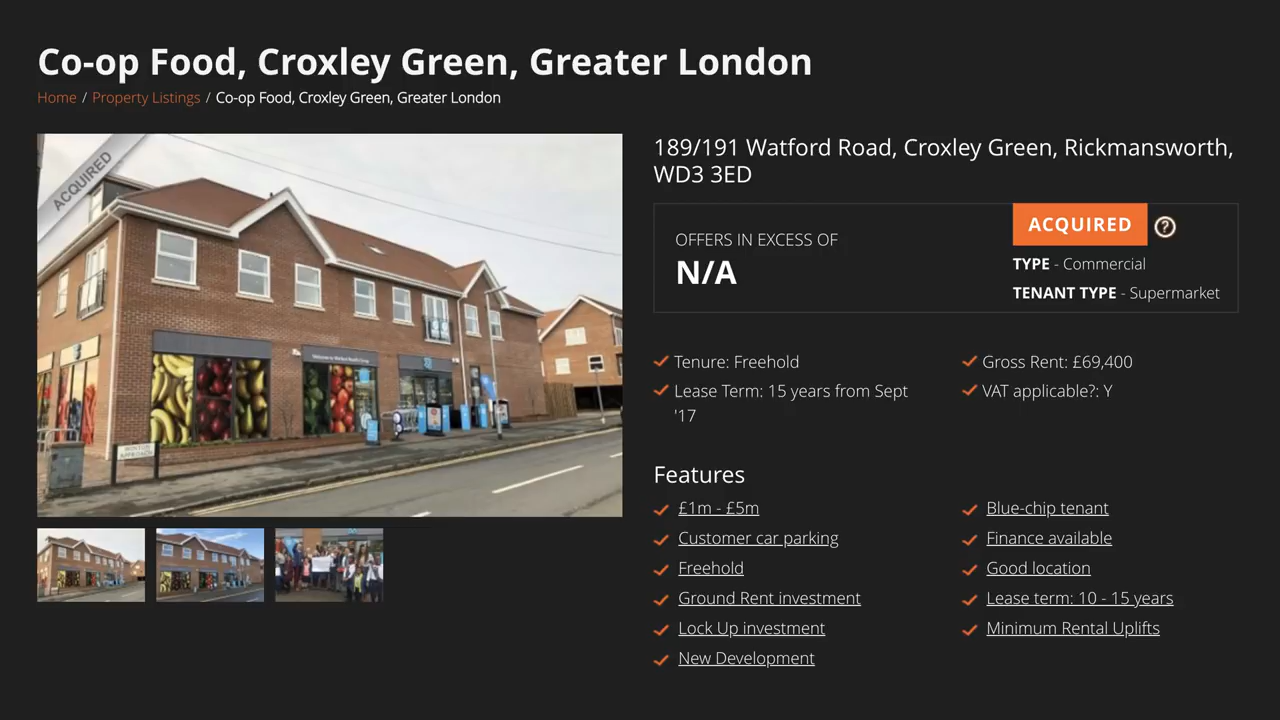 Co-op Food, Croxley Green, Greater London
Home / Property Listings / Co-op Food, Croxley Green, Greater London
ACQUIRED
189/191 Watford Road, Croxley Green, Rickmansworth,
WD3 3ED
OFFERS IN EXCESS OF
N/A
ACQUIRED ?
TYPE - Commercial
TENANT TYPE - Supermarket
Tenure: Freehold
Gross Rent: £69,400
Lease Term: 15 years from Sept
'17
VAT applicable?: Y
Features
£1m - £5m
Blue-chip tenant
Customer car parking
Finance available
Freehold
Good location
Ground Rent investment
Lease term: 10 - 15 years
Lock Up investment
Minimum Rental Uplifts
New Development